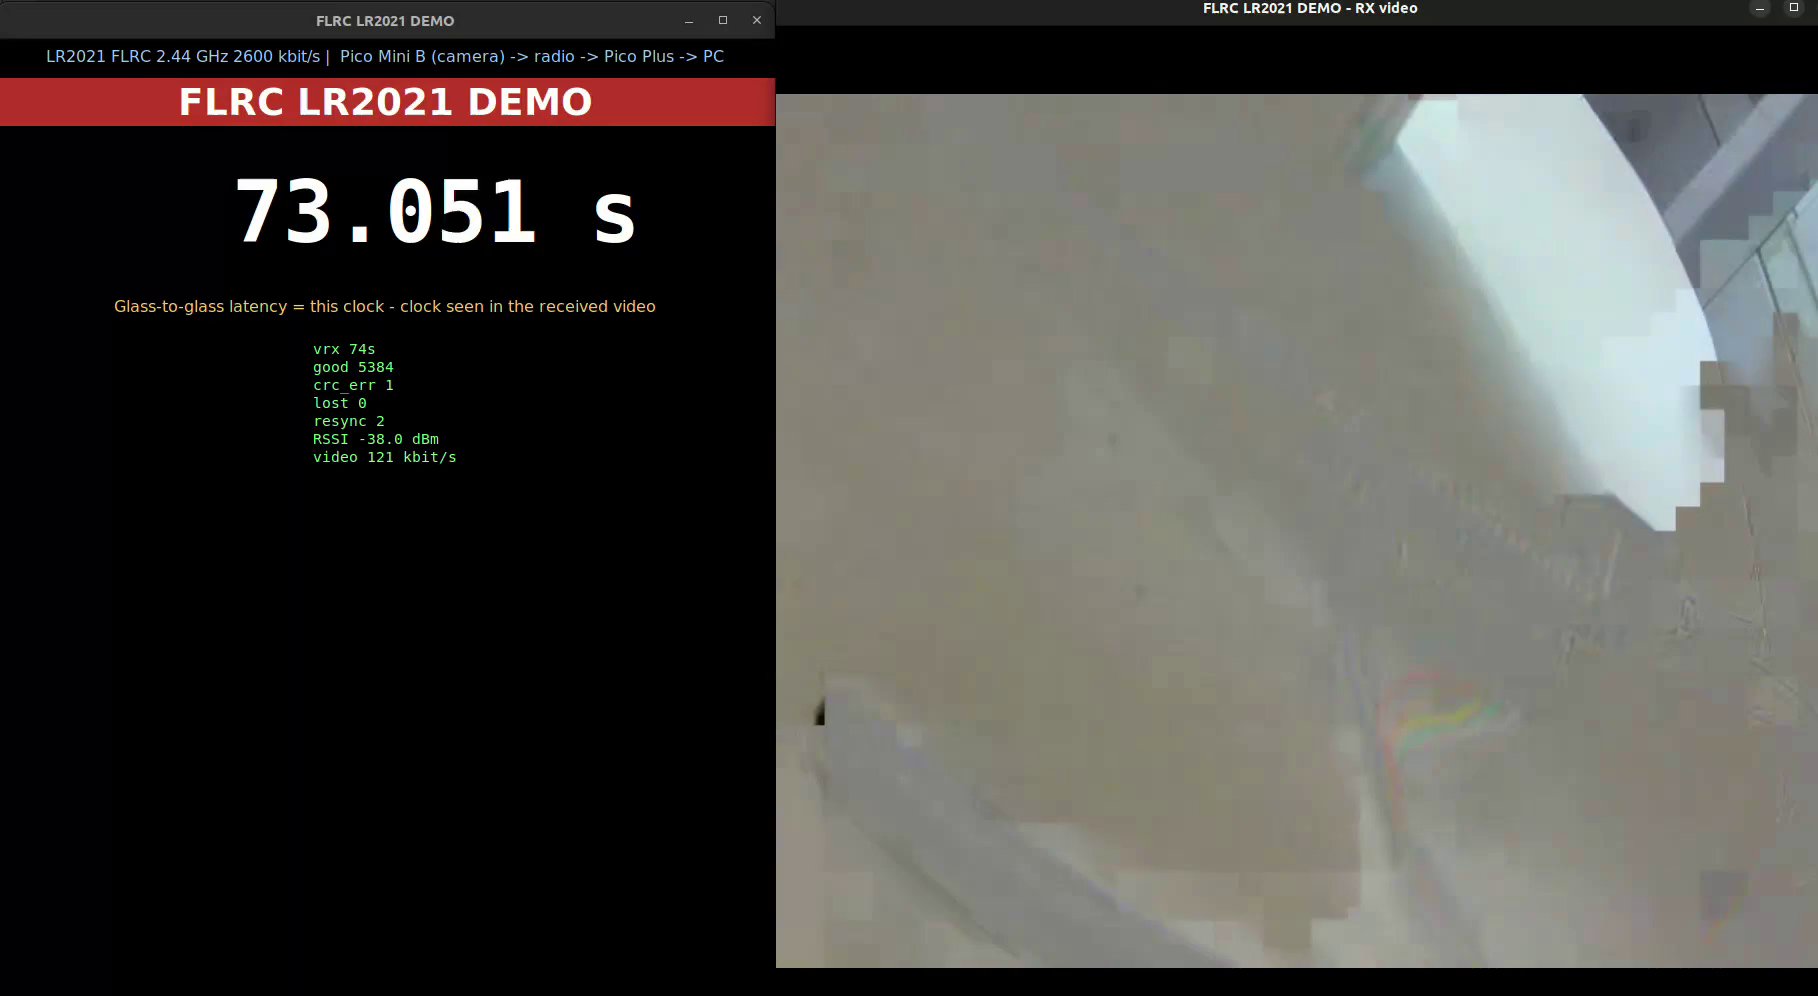 FLRC LR2021 DEMO
LR2021 FLRC 2.44 GHz 2600 kbit/s | Pico Mini B (camera) -> radio -> Pico Plus -> PC
FLRC LR2021 DEMO
73.051 s
Glass-to-glass latency = this clock - clock seen in the received video
vrx 74s
good 5384
crc_err 1
lost 0
resync 2
RSSI -38.0 dBm
video 121 kbit/s
FLRC LR2021 DEMO - RX video